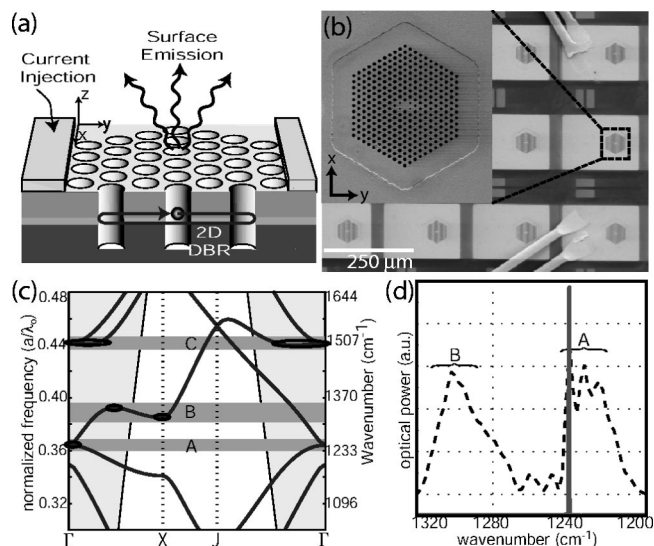 (a)
Surface
Emission
Current
Injection
z
y
x
2D
DBR
(b)
x
y
250 μm
(c)
normalized frequency (a/λ₀)
0.48
0.44
0.40
0.36
0.32
C
B
A
Γ X J Γ
1644
1507
1370
1233
1096
Wavenumber (cm⁻¹)
(d)
optical power (a.u.)
B
A
1320 1280 1240 1200
wavenumber (cm⁻¹)